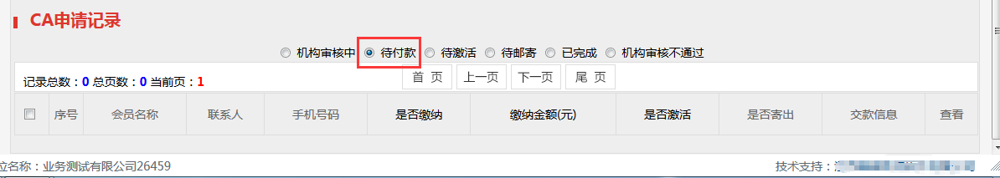 CA申请记录
机构审核中 待付款 待激活 待邮寄 已完成 机构审核不通过
记录总数：0 总页数：0 当前页：1 首 页 上一页 下一页 尾 页
序号 会员名称 联系人 手机号码 是否缴纳 缴纳金额(元) 是否激活 是否寄出 交款信息 查看
位名称：业务测试有限公司26459 技术支持：